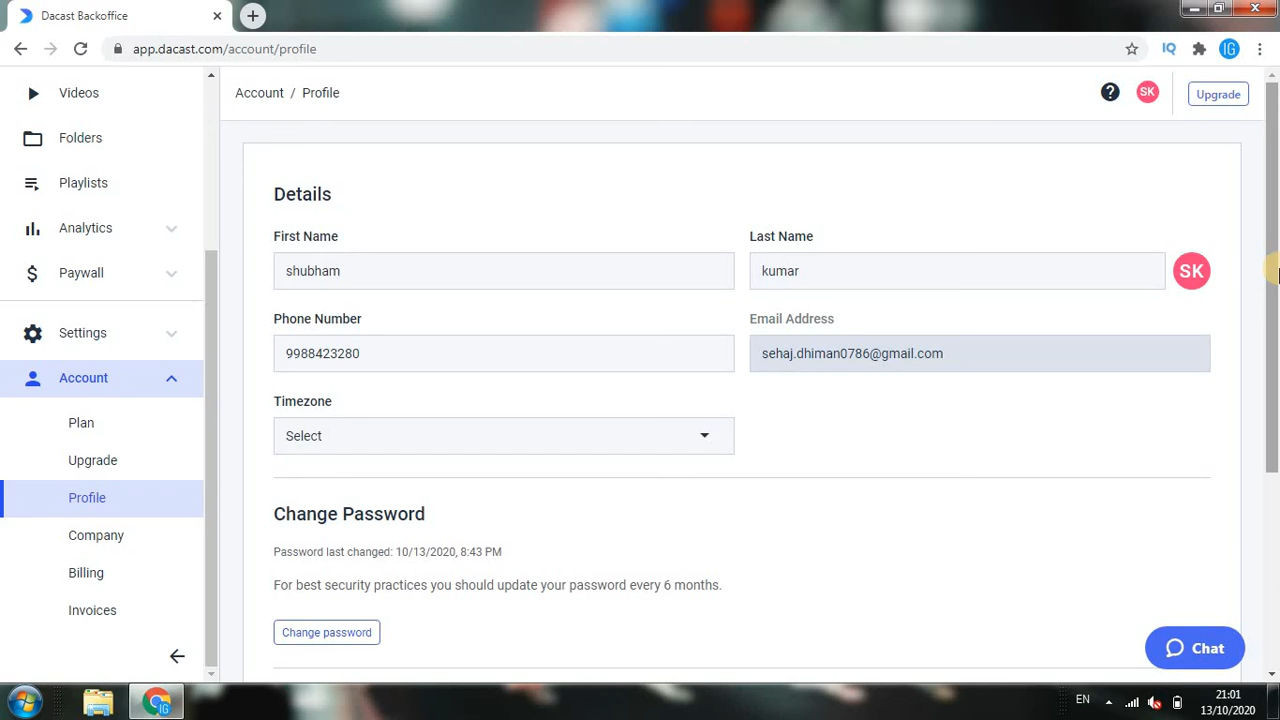 Dacast Backoffice
app.dacast.com/account/profile
IQ
IG
Videos
Folders
Playlists
Analytics
Paywall
Settings
Account
Plan
Upgrade
Profile
Company
Billing
Invoices
Account / Profile
SK
Upgrade
Details
First Name
Last Name
shubham
kumar
SK
Phone Number
Email Address
9988423280
sehaj.dhiman0786@gmail.com
Timezone
Select
Change Password
Password last changed: 10/13/2020, 8:43 PM
For best security practices you should update your password every 6 months.
Change password
Chat
IG
EN
21:01
13/10/2020